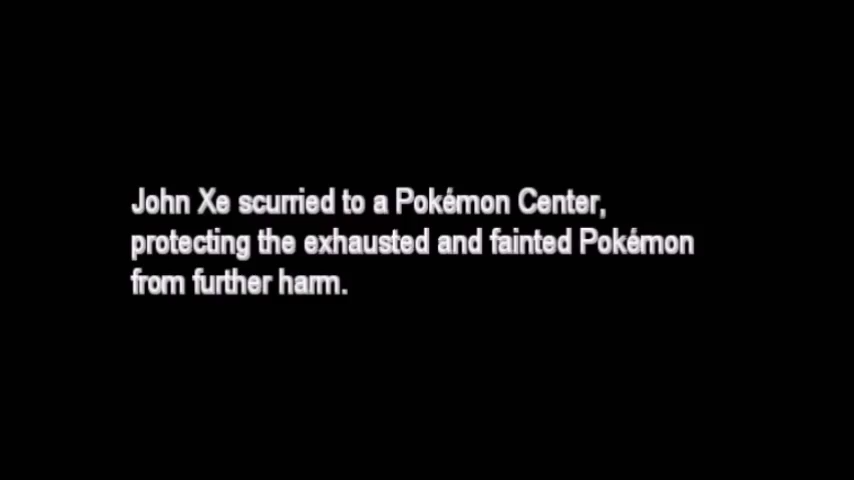 John Xe scurried to a Pokémon Center,
protecting the exhausted and fainted Pokémon
from further harm.